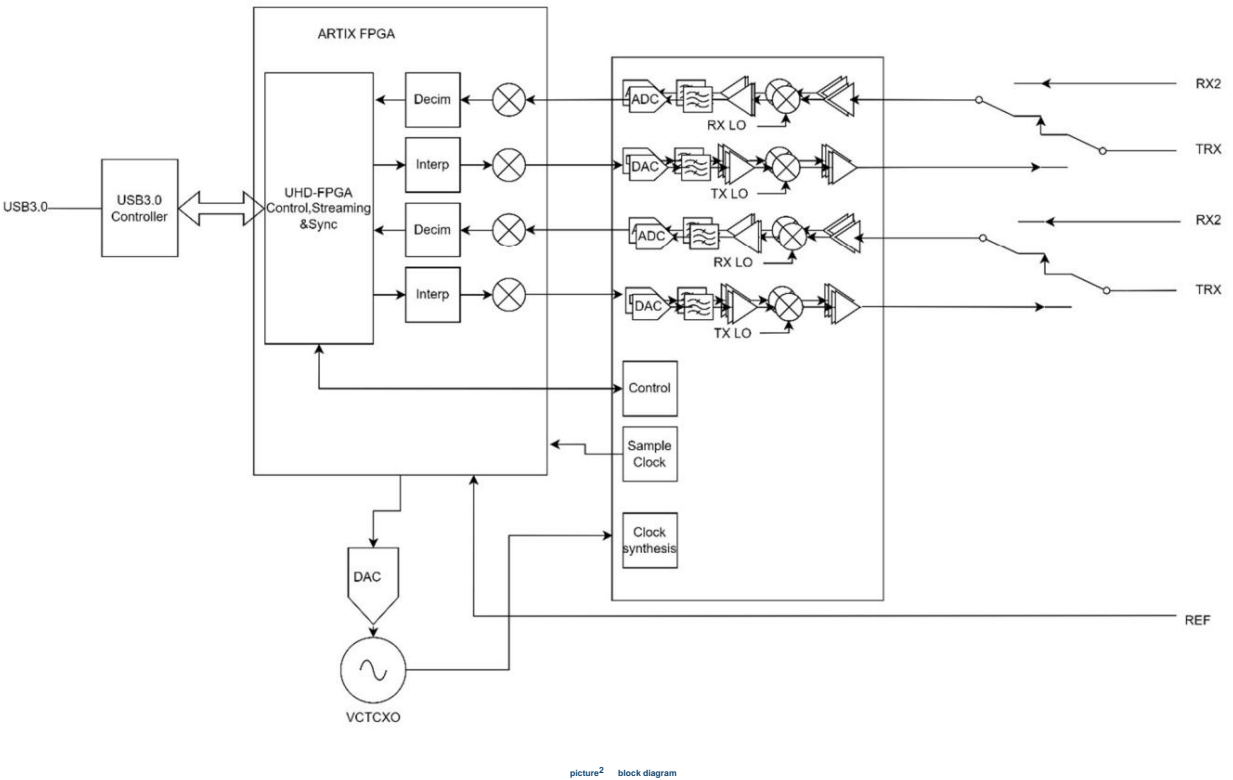 ARTIX FPGA
RX2
Decim
ADC
RX LO
TRX
Interp
DAC
TX LO
USB3.0
USB3.0
Controller
UHD-FPGA
Control,Streaming
&Sync
RX2
Decim
ADC
RX LO
TRX
Interp
DAC
TX LO
Control
Sample
Clock
Clock
synthesis
DAC
REF
VCTCXO
picture2 block diagram